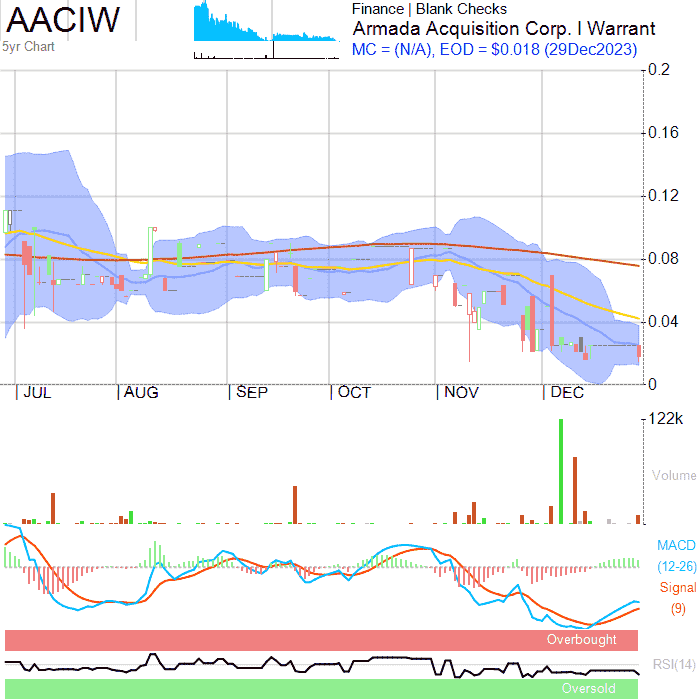 AACIW
5yr Chart
Finance | Blank Checks
Armada Acquisition Corp. I Warrant
MC = (N/A), EOD = $0.018 (29Dec2023)
0.2
0.16
0.12
0.08
0.04
0
JUL AUG SEP OCT NOV DEC
122k
Volume
MACD
(12-26)
Signal
(9)
Overbought
RSI(14)
Oversold